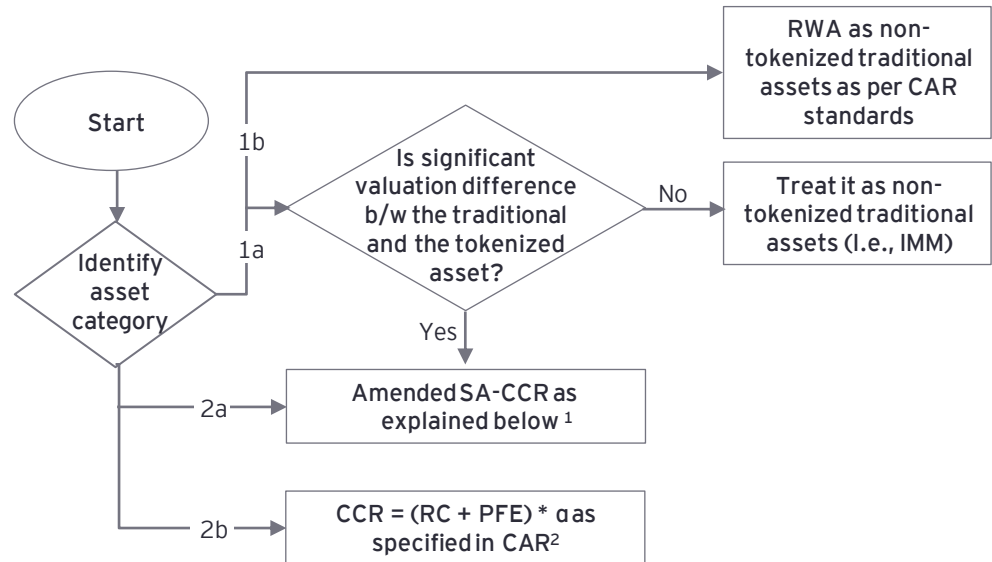 Start
Identify
asset
category
1b
1a
RWA as non-
tokenized traditional
assets as per CAR
standards
Is significant
valuation difference
b/w the traditional
and the tokenized
asset?
No
Treat it as non-
tokenized traditional
assets (I.e., IMM)
Yes
2a
Amended SA-CCR as
explained below 1
2b
CCR = (RC + PFE) * α as
specified in CAR2